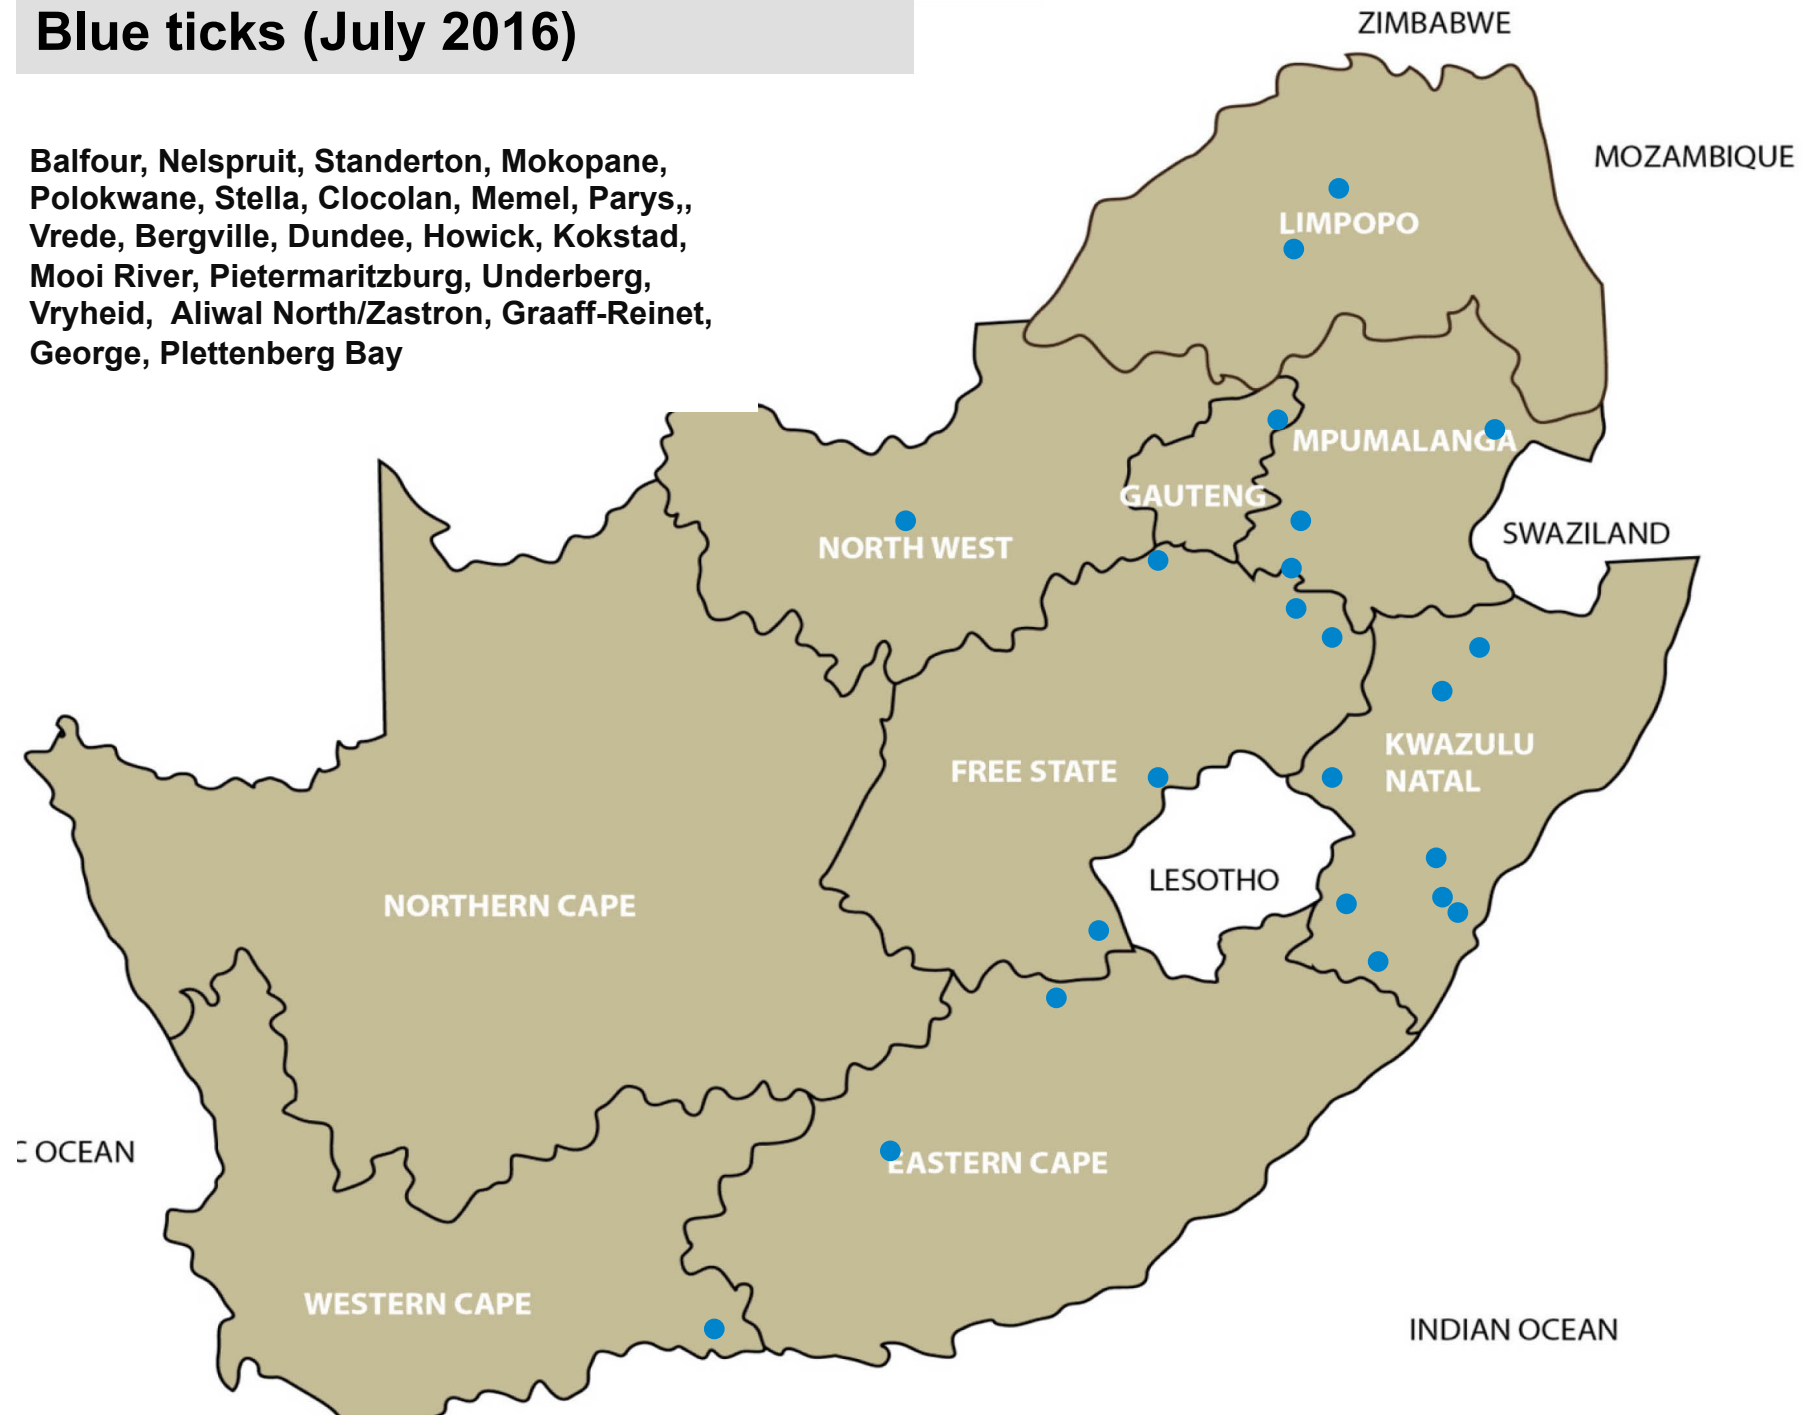 Blue ticks (July 2016)
Balfour, Nelspruit, Standerton, Mokopane,
Polokwane, Stella, Clocolan, Memel, Parys,,
Vrede, Bergville, Dundee, Howick, Kokstad,
Mooi River, Pietermaritzburg, Underberg,
Vryheid,  Aliwal North/Zastron, Graaff-Reinet,
George, Plettenberg Bay
ZIMBABWE
MOZAMBIQUE
LIMPOPO
MPUMALANGA
GAUTENG
SWAZILAND
NORTH WEST
KWAZULU
NATAL
FREE STATE
LESOTHO
NORTHERN CAPE
C OCEAN
EASTERN CAPE
WESTERN CAPE
INDIAN OCEAN